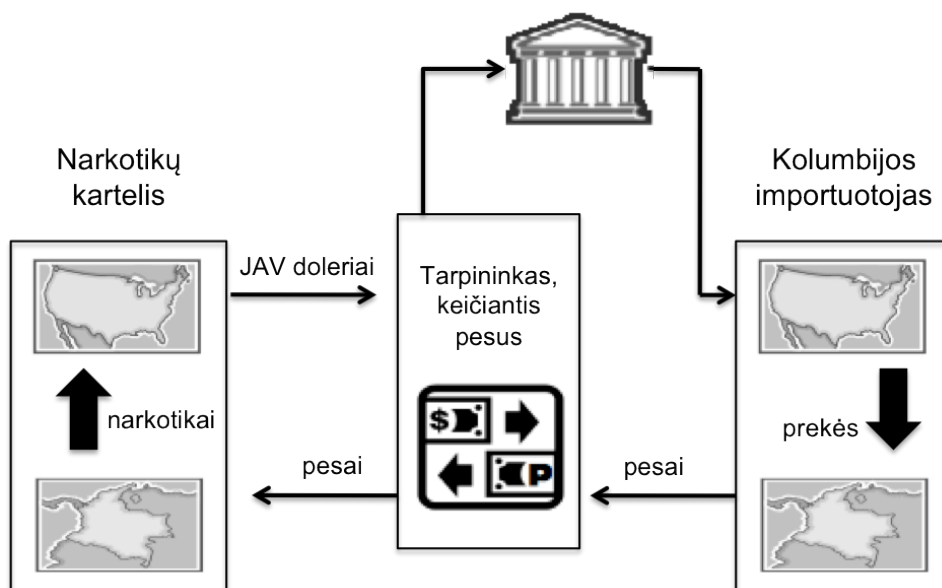 Narkotikų
kartelis
Kolumbijos
importuotojas
JAV doleriai
Tarpininkas,
keičiantis
pesus
narkotikai
$
P
prekės
pesai
pesai